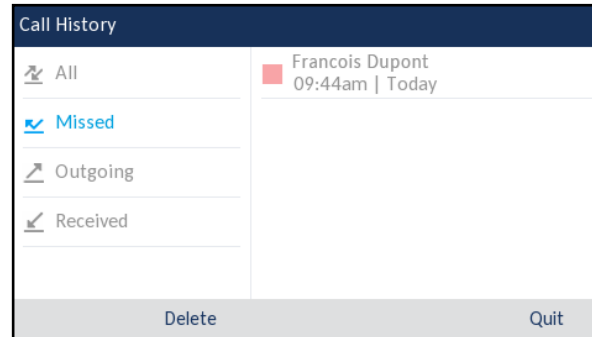 Call History
All
Missed
Outgoing
Received
Francois Dupont
09:44am | Today
Delete
Quit